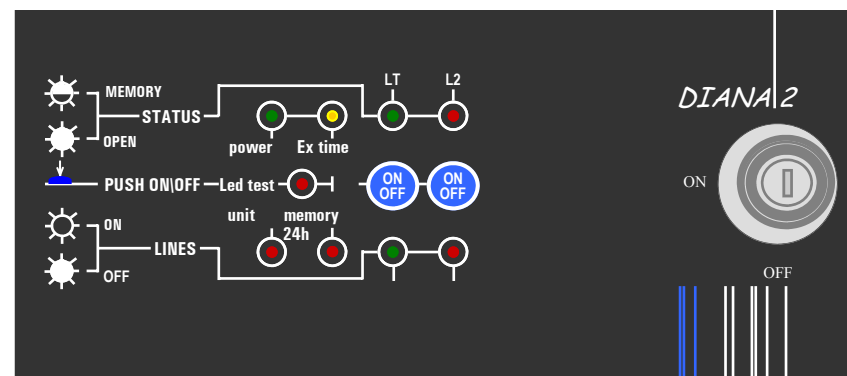 MEMORY
STATUS
OPEN
power
Ex time
LT
L2
DIANA 2
PUSH ON\OFF
Led test
ON
OFF
ON
OFF
ON
unit
memory
24h
ON
LINES
OFF
OFF